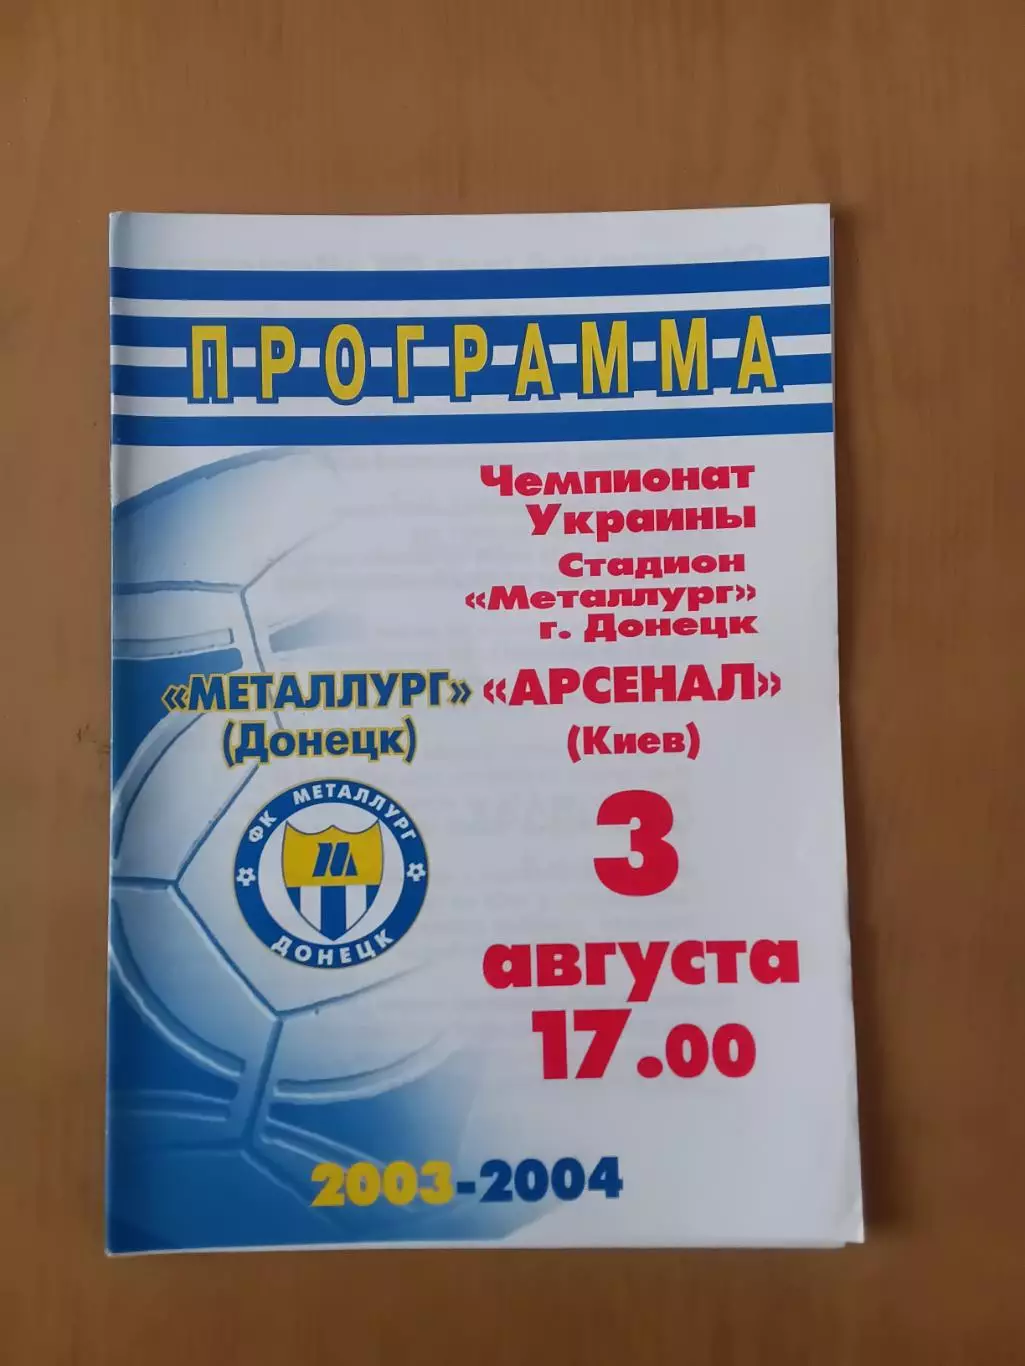 ПРОГРАММА
Чемпионат
Украины
Стадион
«Металлург»
г. Донецк
«МЕТАЛЛУРГ» «АРСЕНАЛ»
(Донецк) (Киев)
ФК МЕТАЛЛУРГ
М
ДОНЕЦК
3
августа
17.00
2003-2004